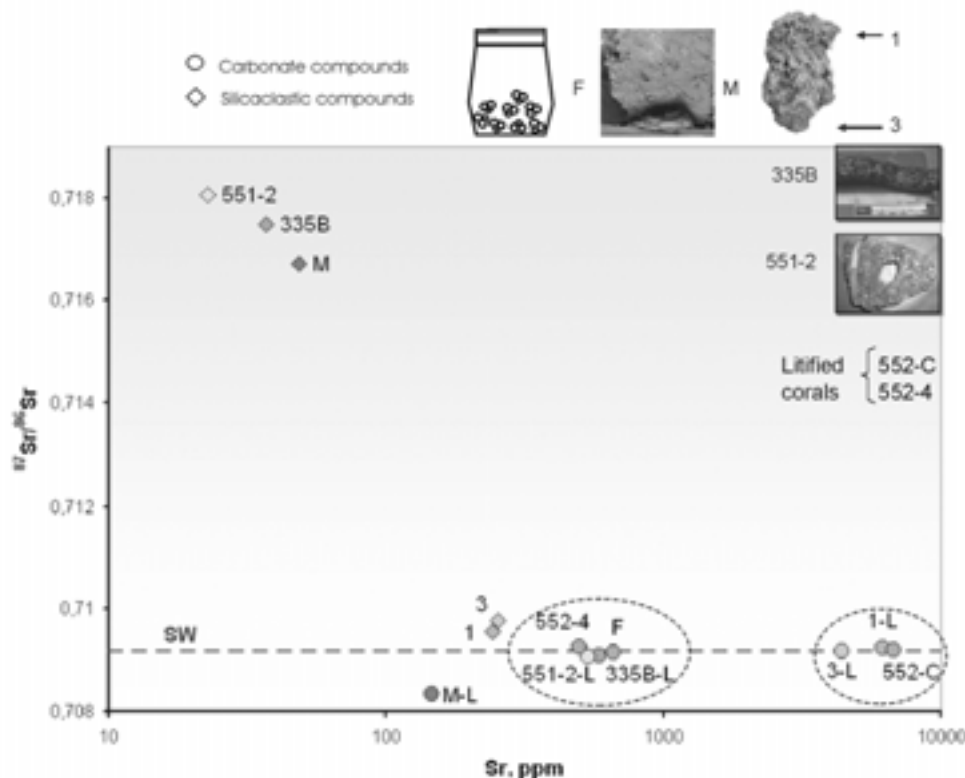 Carbonate compounds
Silicaclastic compounds
F
M
1
3
335B
551-2
Litified corals
552-C
552-4
0,718
0,716
0,714
0,712
0,71
0,708
87Sr/86Sr
551-2
335B
M
3
1
SW
552-4
F
551-2-L
335B-L
M-L
1-L
3-L
552-C
10
100
1000
10000
Sr, ppm